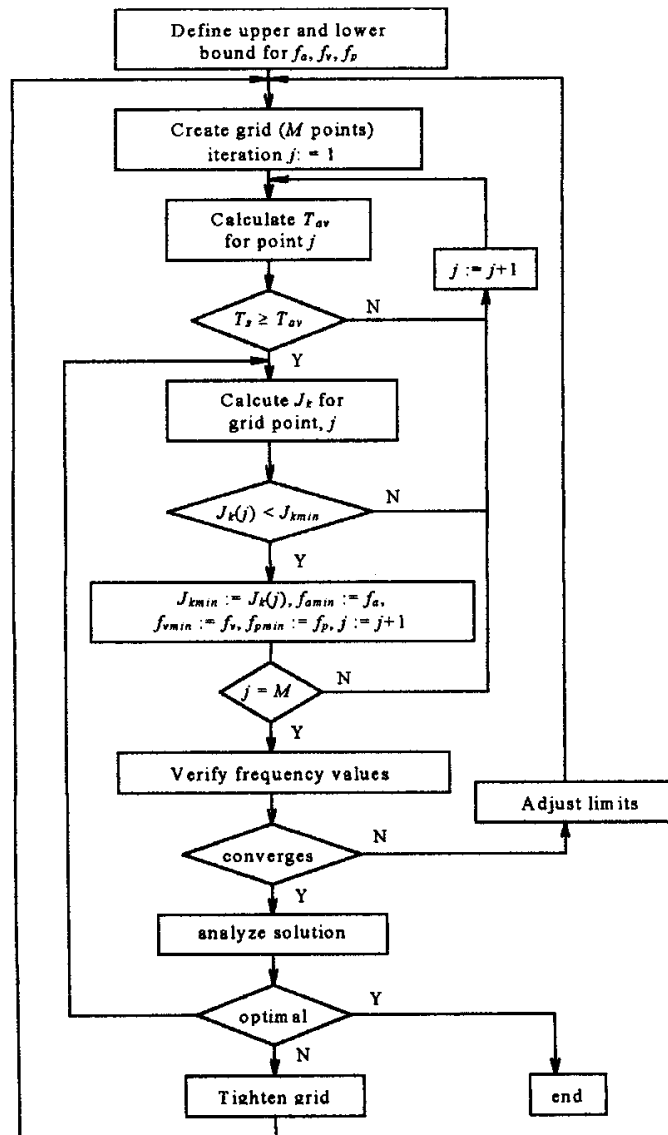 Define upper and lower
bound for fa, fv, fp
Create grid (M points)
iteration j: = 1
Calculate Tav
for point j
j := j+1
Ts ≥ Tav
N
Y
Calcute Jk for
grid point, j
Jk(j) < Jkmin
N
Y
Jkmin := Jk(j), famin := fa,
fvmin := fv, fpmin := fp, j := j+1
j = M
N
Y
Verify frequency values
Adjust limits
converges
N
Y
analyze solution
optimal
Y
N
Tighten grid
end